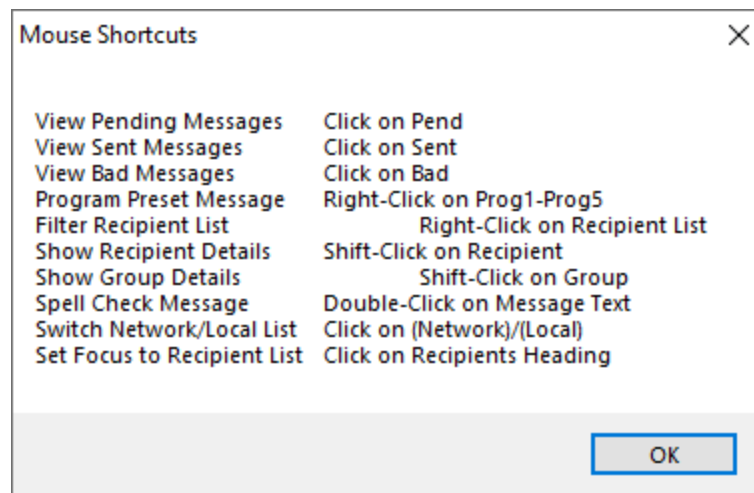 Mouse Shortcuts
View Pending Messages Click on Pend
View Sent Messages Click on Sent
View Bad Messages Click on Bad
Program Preset Message Right-Click on Prog1-Prog5
Filter Recipient List Right-Click on Recipient List
Show Recipient Details Shift-Click on Recipient
Show Group Details Shift-Click on Group
Spell Check Message Double-Click on Message Text
Switch Network/Local List Click on (Network)/(Local)
Set Focus to Recipient List Click on Recipients Heading
OK